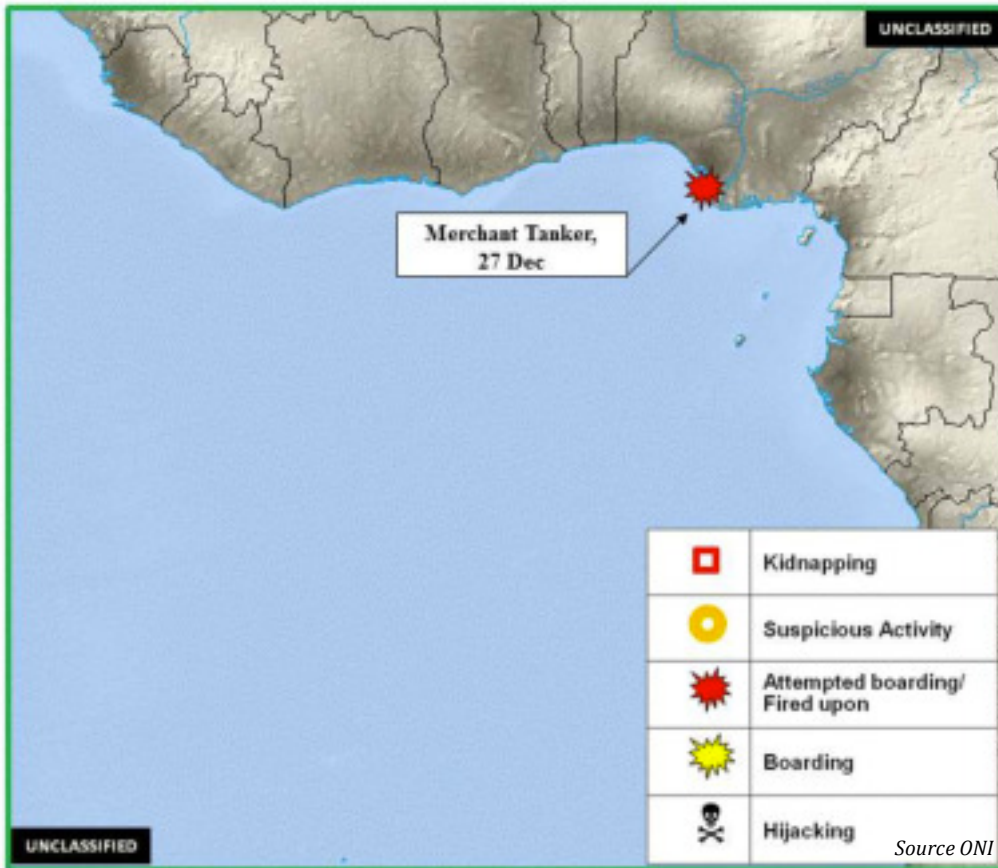 UNCLASSIFIED
Merchant Tanker,
27 Dec
Kidnapping
Suspicious Activity
Attempted boarding/
Fired upon
Boarding
Hijacking
UNCLASSIFIED
Source ONI